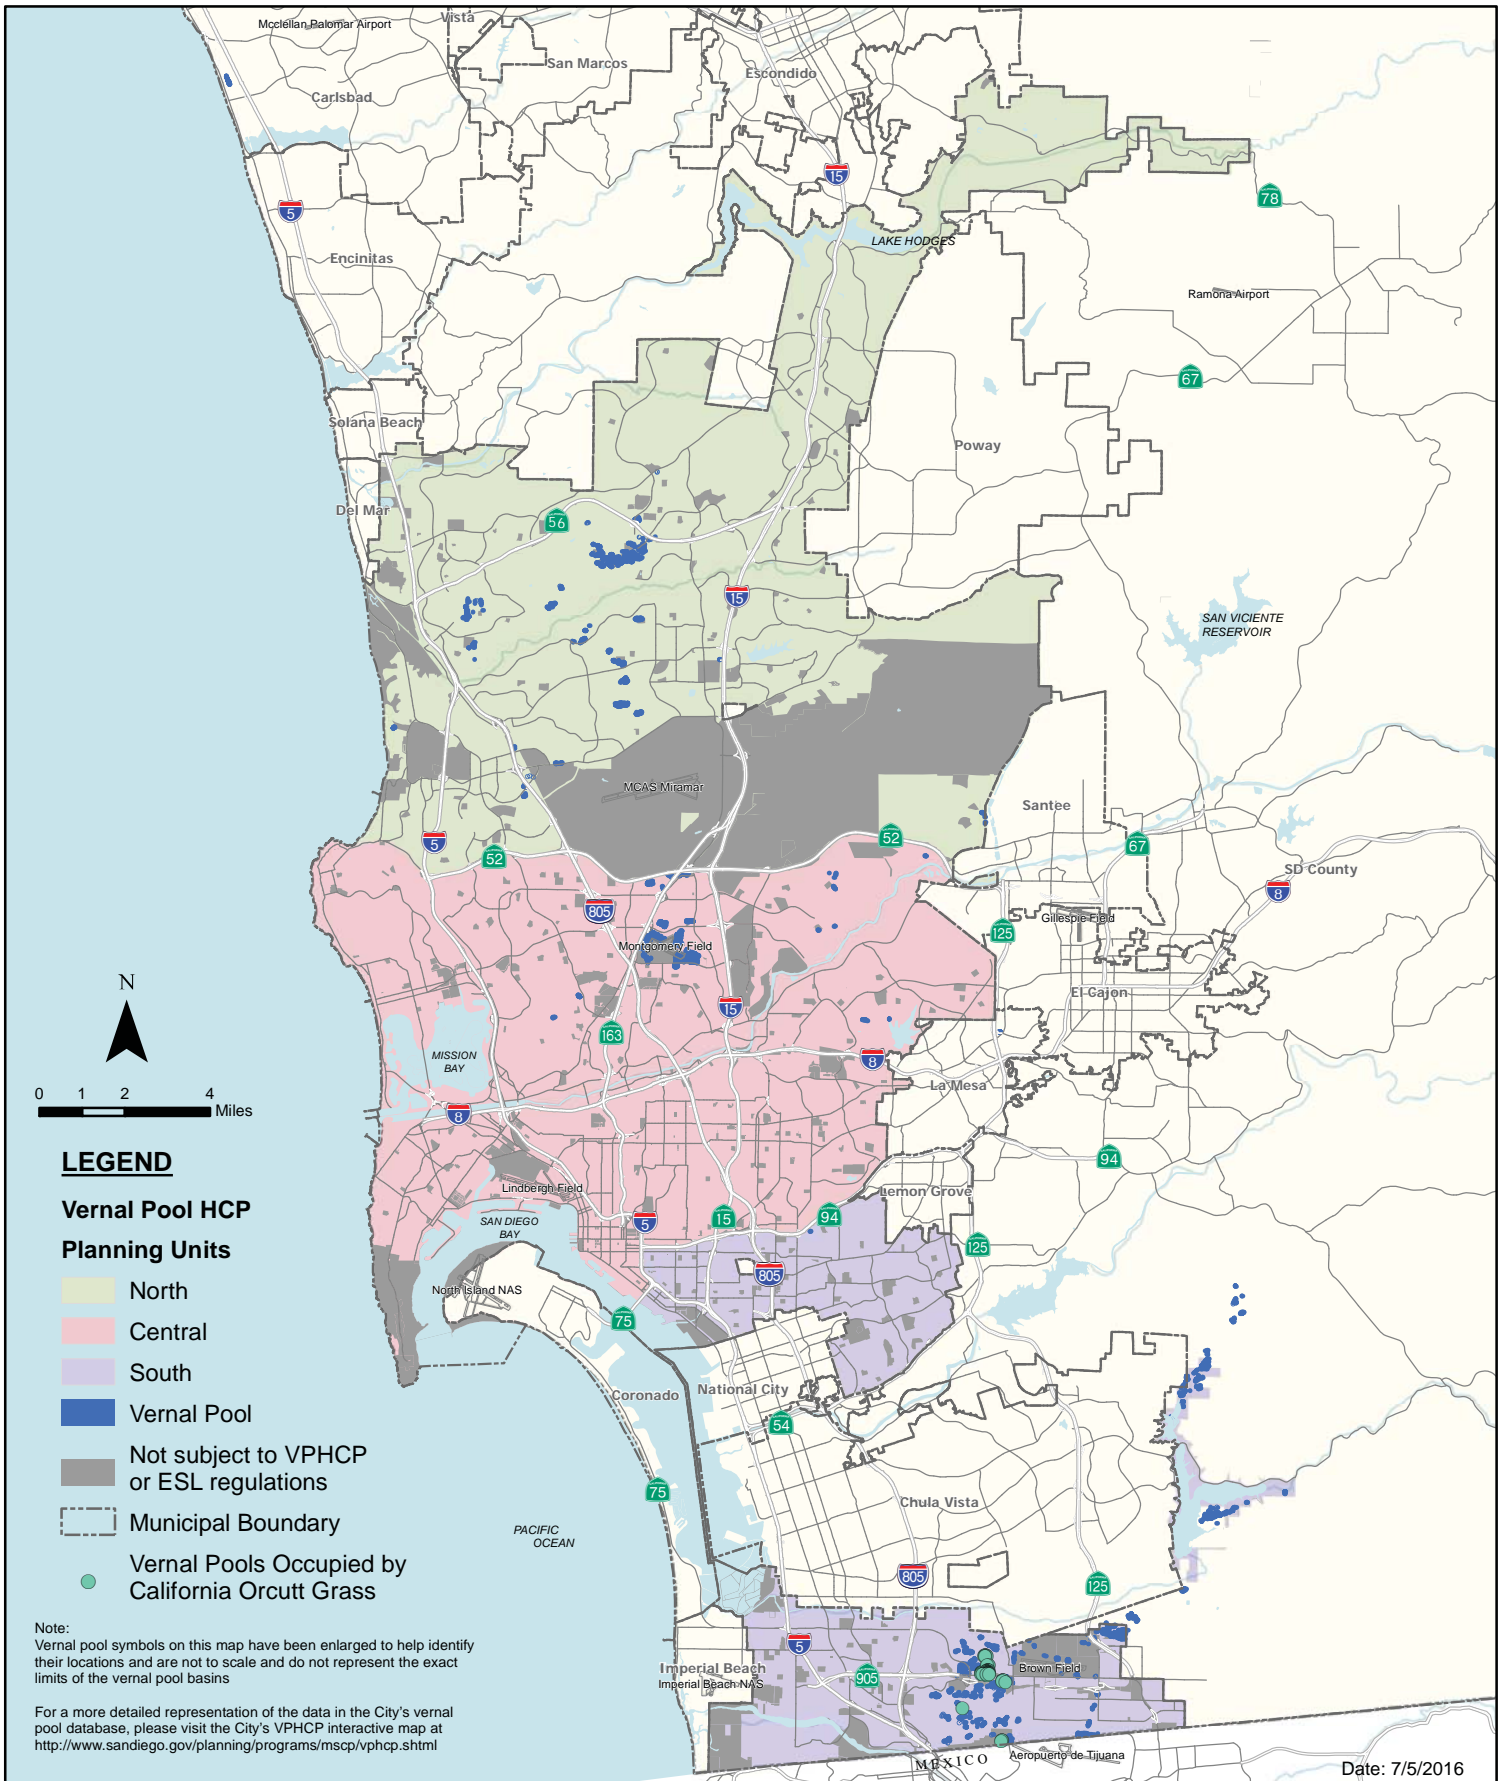 Mcclellan Palomar Airport
Vista
San Marcos
Escondido
Carlsbad
15
78
5
LAKE HODGES
Encinitas
Ramona Airport
67
Solana Beach
Poway
Del Mar
56
15
SAN VICIENTE
RESERVOIR
MCAS Miramar
Santee
5
52
52
67
SD County
8
805
125
Gillespie Field
Montgomery Field
N
El Cajon
15
163
MISSION
BAY
8
La Mesa
0 1 2 4
Miles
8
94
LEGEND
Vernal Pool HCP
Planning Units
North
Central
South
Vernal Pool
Not subject to VPHCP
or ESL regulations
Municipal Boundary
Vernal Pools Occupied by
California Orcutt Grass
Lindbergh Field
Lemon Grove
SAN DIEGO
BAY
5
15
94
125
805
North Island NAS
75
Coronado
National City
54
75
Chula Vista
PACIFIC
OCEAN
805
125
5
Imperial Beach
Imperial Beach NAS
905
Brown Field
MEXICO
Aeropuerto de Tijuana
Note:
Vernal pool symbols on this map have been enlarged to help identify
their locations and are not to scale and do not represent the exact
limits of the vernal pool basins
For a more detailed representation of the data in the City's vernal
pool database, please visit the City's VPHCP interactive map at
http://www.sandiego.gov/planning/programs/mscp/vphcp.shtml
Date: 7/5/2016